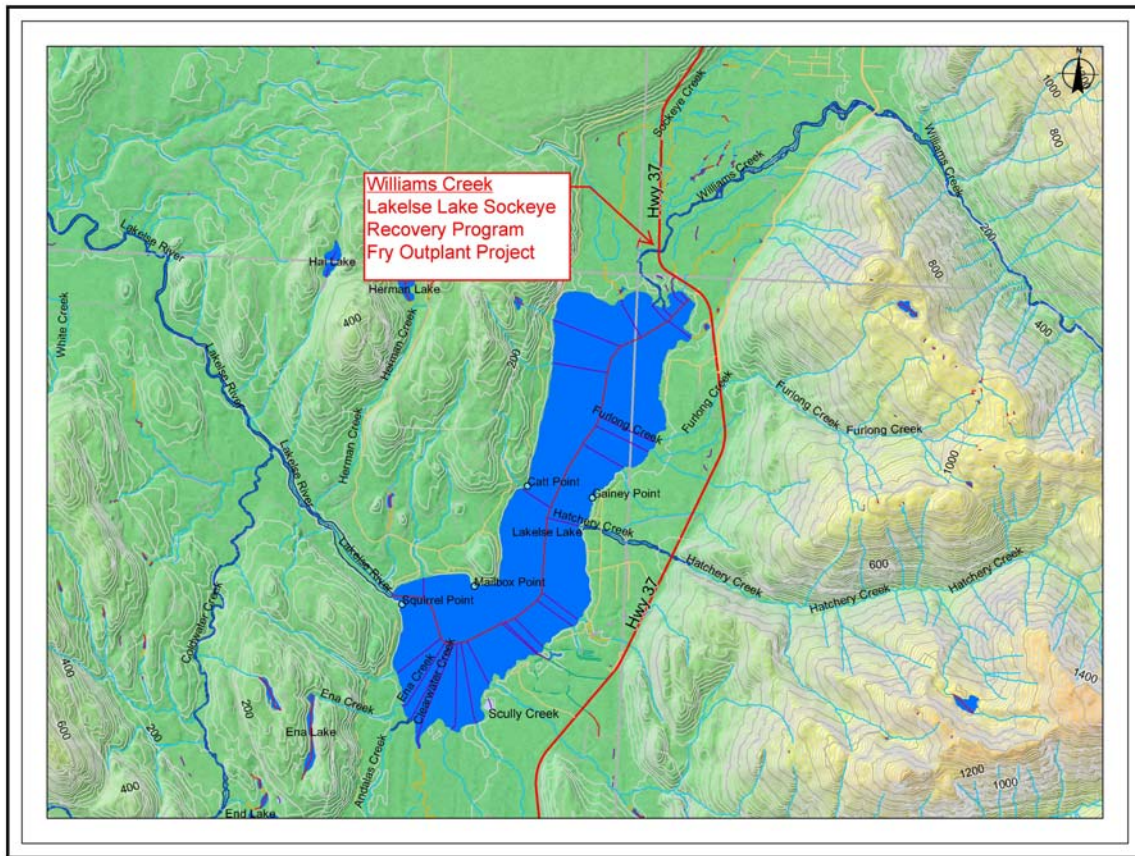 N
1000
1000
800
Sockeye Creek
Hwy 37
Williams Creek
Williams Creek
Williams Creek
Lakelse Lake Sockeye
Recovery Program
Fry Outplant Project
200
800
400
Lakelse River
Hai Lake
Herman Lake
White Creek
400
Herman Creek
200
Lakelse River
Furlong Creek
Furlong Creek
Furlong Creek
Furlong Creek
1000
Herman Creek
Lakelse River
Catt Point
Gainey Point
Hatchery Creek
Lakelse Lake
600
Hatchery Creek
Hatchery Creek
Hatchery Creek
Lakelse River
Mailbox Point
Squirrel Point
Hwy 37
Coldwater Creek
Ena Creek
Clearwater Creek
1400
400
200
Ena Creek
Scully Creek
600
200
Ena Lake
Andalas Creek
400
End Lake
1200
1000